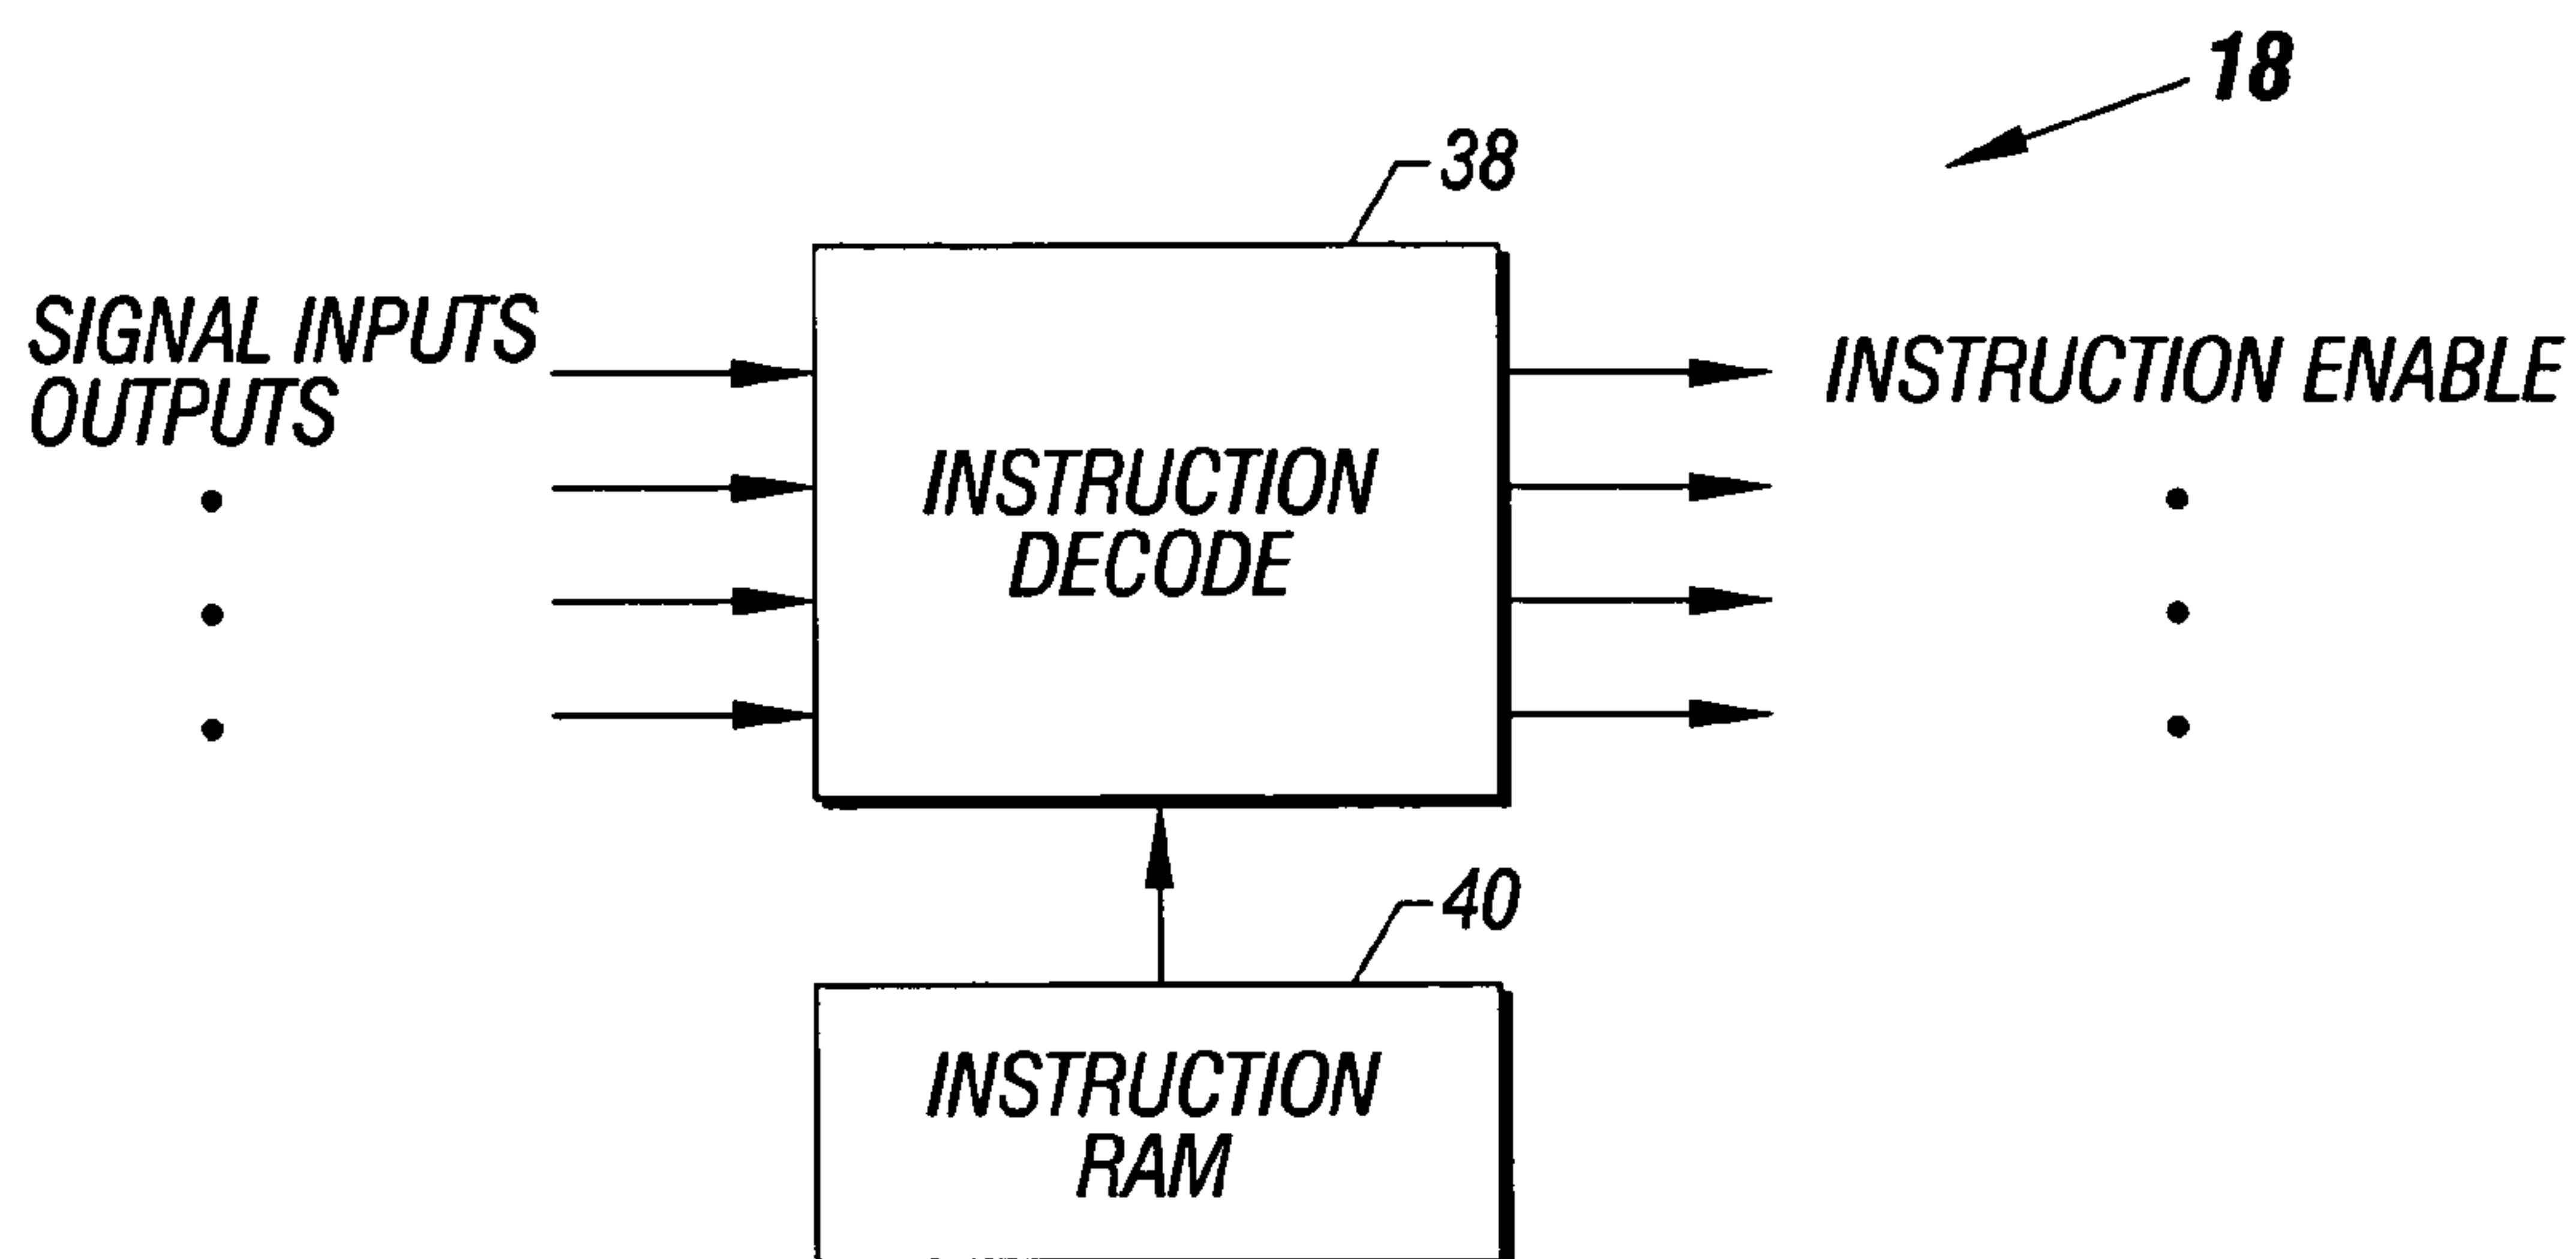 18
38
SIGNAL INPUTS
OUTPUTS
INSTRUCTION ENABLE
INSTRUCTION
DECODE
40
INSTRUCTION
RAM